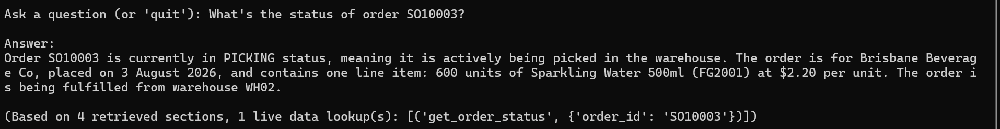 Ask a question (or 'quit'): What's the status of order SO10003?
Answer:
Order SO10003 is currently in PICKING status, meaning it is actively being picked in the warehouse. The order is for Brisbane Beverag
e Co, placed on 3 August 2026, and contains one line item: 600 units of Sparkling Water 500ml (FG2001) at $2.20 per unit. The order i
s being fulfilled from warehouse WH02.
(Based on 4 retrieved sections, 1 live data lookup(s): [('get_order_status', {'order_id': 'SO10003'})])